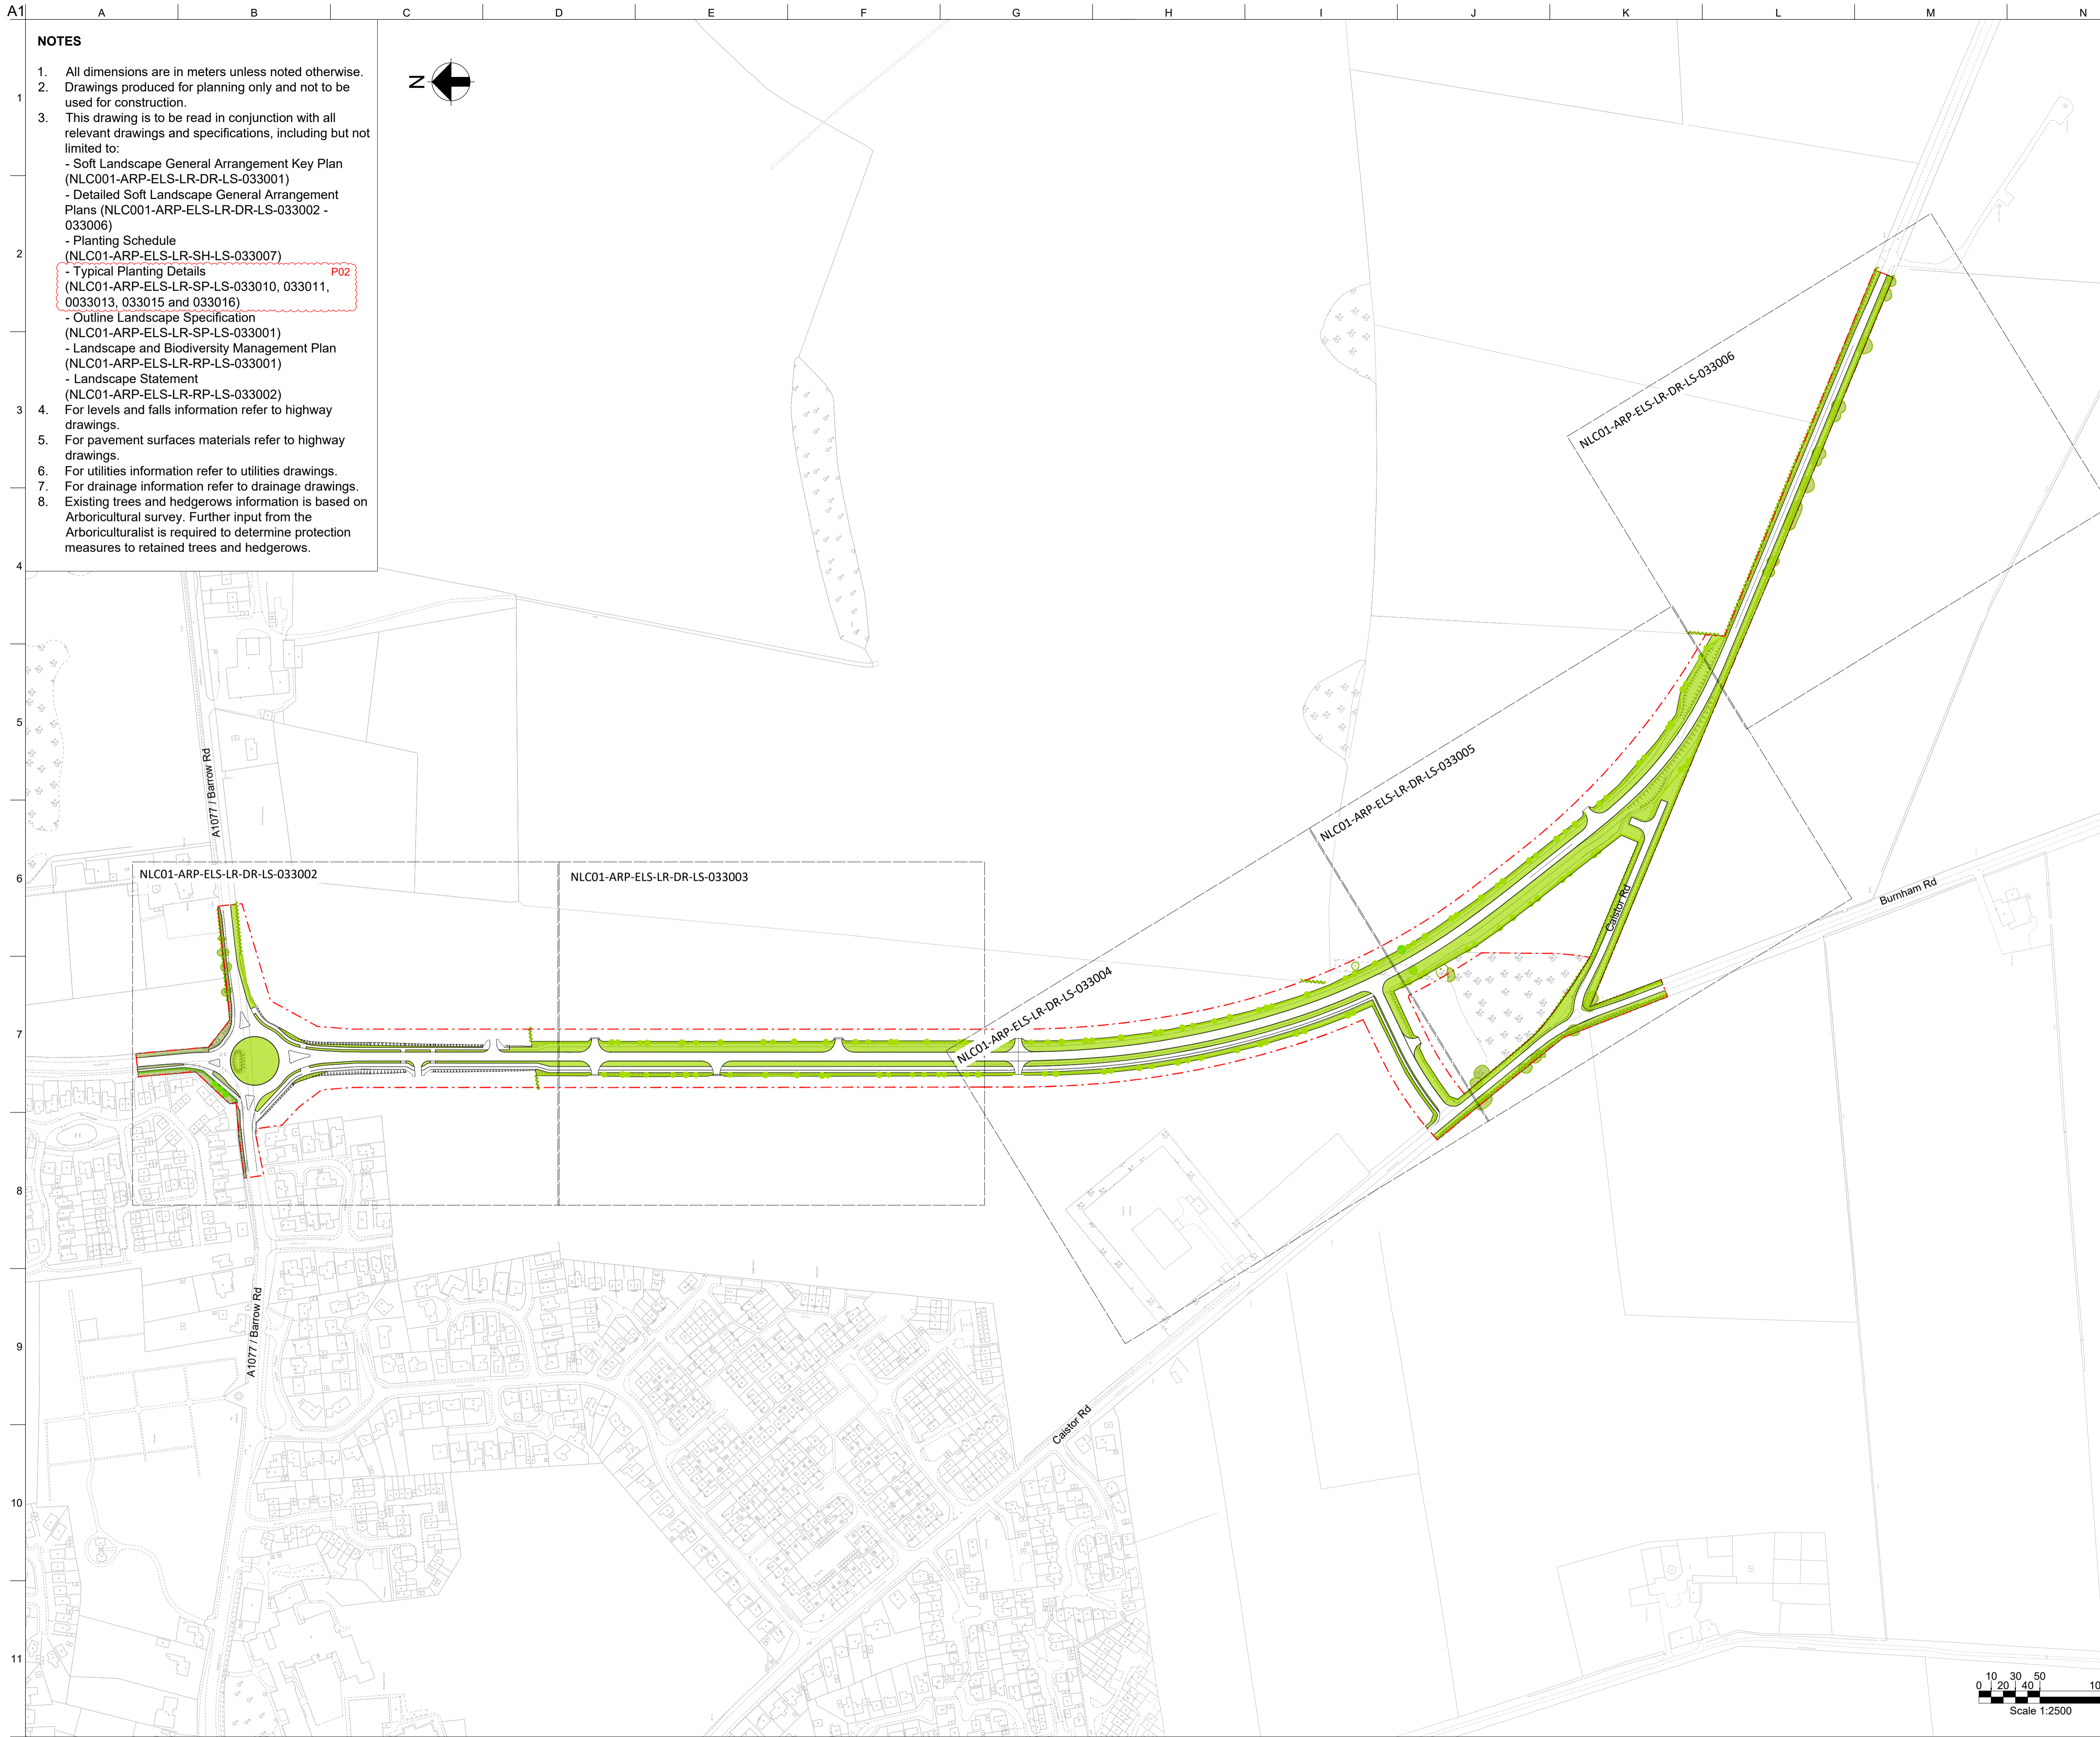 A1
A B C D E F G H I J K L M N
NOTES
1. All dimensions are in meters unless noted otherwise.
2. Drawings produced for planning only and not to be
used for construction.
3. This drawing is to be read in conjunction with all
relevant drawings and specifications, including but not
limited to:
- Soft Landscape General Arrangement Key Plan
(NLC001-ARP-ELS-LR-DR-LS-033001)
- Detailed Soft Landscape General Arrangement
Plans (NLC001-ARP-ELS-LR-DR-LS-033002 -
033006)
- Planting Schedule
(NLC01-ARP-ELS-LR-SH-LS-033007)
- Typical Planting Details P02
(NLC01-ARP-ELS-LR-SP-LS-033010, 033011,
0033013, 033015 and 033016)
- Outline Landscape Specification
(NLC01-ARP-ELS-LR-SP-LS-033001)
- Landscape and Biodiversity Management Plan
(NLC01-ARP-ELS-LR-RP-LS-033001)
- Landscape Statement
(NLC01-ARP-ELS-LR-RP-LS-033002)
4. For levels and falls information refer to highway
drawings.
5. For pavement surfaces materials refer to highway
drawings.
6. For utilities information refer to utilities drawings.
7. For drainage information refer to drainage drawings.
8. Existing trees and hedgerows information is based on
Arboricultural survey. Further input from the
Arboriculturalist is required to determine protection
measures to retained trees and hedgerows.
N
1
2
3
4
5
6
7
8
9
10
11
NLC01-ARP-ELS-LR-DR-LS-033006
NLC01-ARP-ELS-LR-DR-LS-033005
A1077 / Barrow Rd
NLC01-ARP-ELS-LR-DR-LS-033002
NLC01-ARP-ELS-LR-DR-LS-033003
Caistor Rd
Burnham Rd
NLC01-ARP-ELS-LR-DR-LS-033004
A1077 / Barrow Rd
Caistor Rd
10 30 50 10
0 20 40
Scale 1:2500